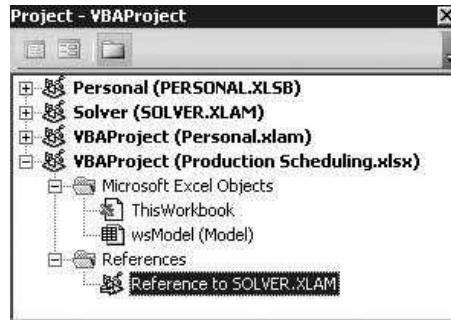 Project - VBAProject
Personal (PERSONAL.XLSB)
Solver (SOLVER.XLAM)
VBAProject (Personal.xlam)
VBAProject (Production Scheduling.xlsx)
Microsoft Excel Objects
ThisWorkbook
wsModel (Model)
References
Reference to SOLVER.XLAM